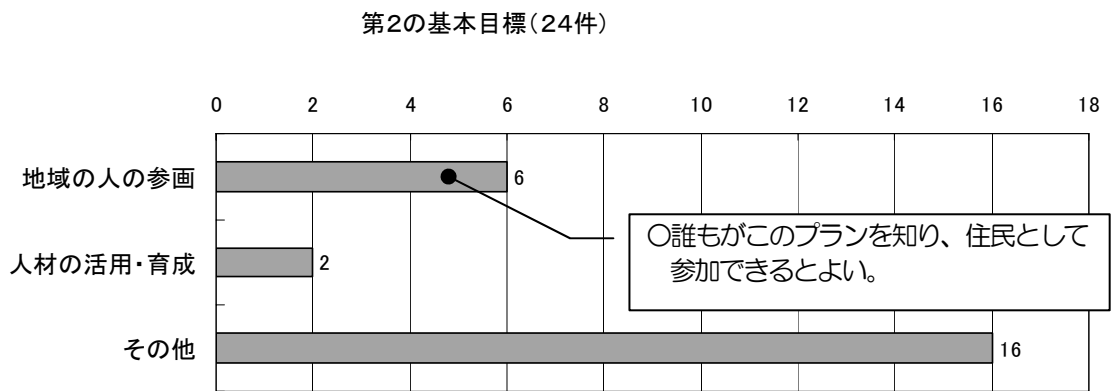 第2の基本目標(24件)
0 2 4 6 8 10 12 14 16 18
地域の人の参画 6
○誰もがこのプランを知り、住民として
参加できるとよい。
人材の活用・育成 2
その他 16